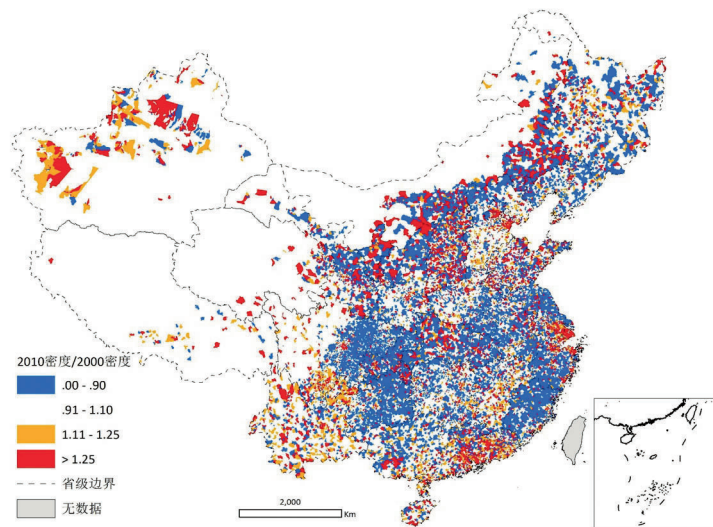 2010密度/2000密度
.00 - .90
.91 - 1.10
1.11 - 1.25
> 1.25
省级边界
无数据
2,000
Km